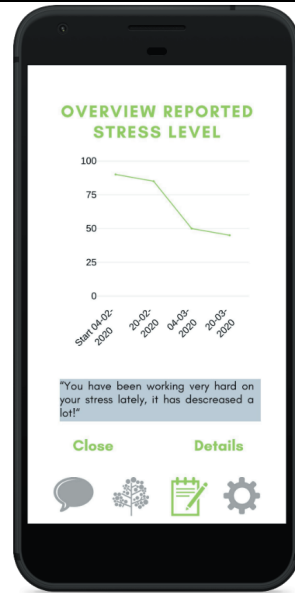 OVERVIEW REPORTED
STRESS LEVEL
100
75
50
25
0
Start 04-02-
2020
20-02-
2020
04-03-
2020
20-03-
2020
"You have been working very hard on
your stress lately, it has descreased a
lot!"
Close
Details